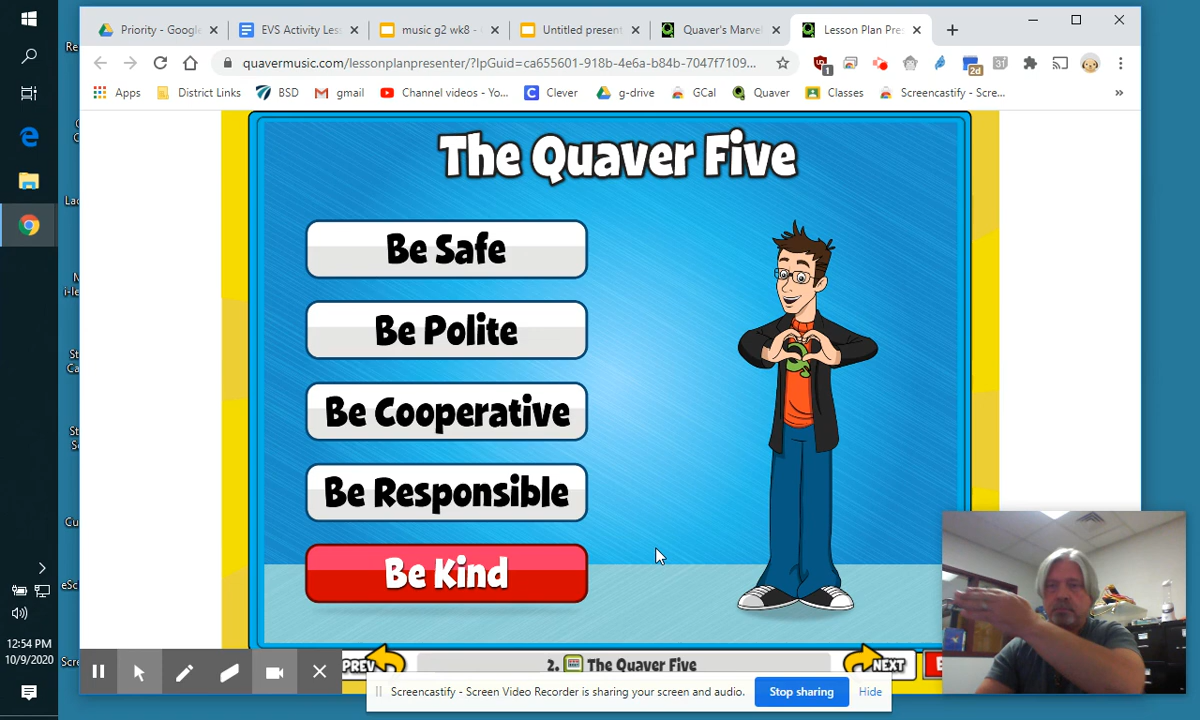 Priority - Google
EVS Activity Less
music g2 wk8 -
Untitled present
Quaver's Marvel
Lesson Plan Pres
quavermusic.com/lessonplanpresenter/?lpGuid=ca655601-918b-4e6a-b84b-7047f7109...
1
2d
31
Apps
District Links
BSD
gmail
Channel videos - Yo...
Clever
g-drive
GCal
Quaver
Classes
Screencastify - Scre...
»
The Quaver Five
Be Safe
Be Polite
Be Cooperative
Be Responsible
Be Kind
PREV
2. The Quaver Five
NEXT
Screencastify - Screen Video Recorder is sharing your screen and audio.
Stop sharing
Hide
12:54 PM
10/9/2020